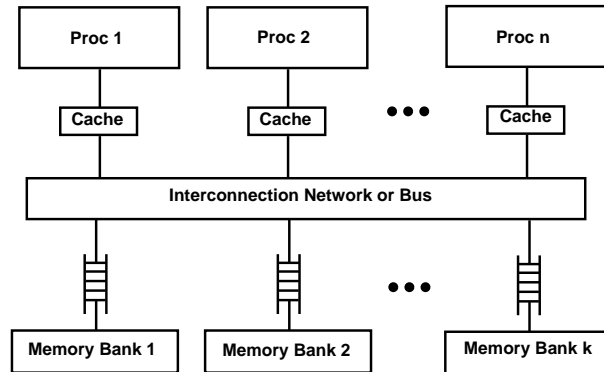 Proc 1
Proc 2
Proc n
Cache
Cache
Cache
Interconnection Network or Bus
Memory Bank 1
Memory Bank 2
Memory Bank k